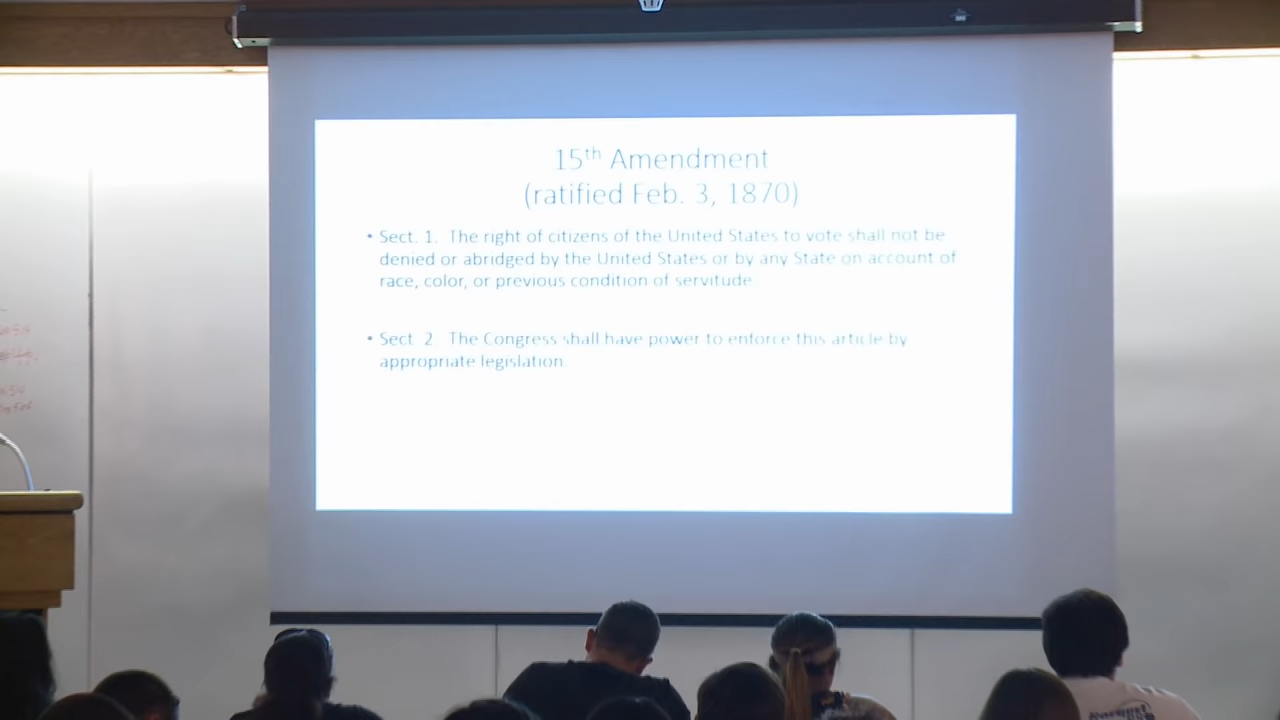 15th Amendment
(ratified Feb. 3, 1870)
• Sect. 1. The right of citizens of the United States to vote shall not be
denied or abridged by the United States or by any State on account of
race, color, or previous condition of servitude.
• Sect. 2. The Congress shall have power to enforce this article by
appropriate legislation.